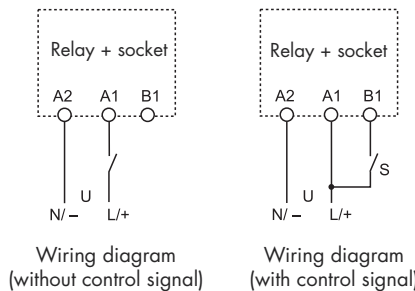 Relay + socket
A2 A1 B1
U
N/ – L/+
Wiring diagram
(without control signal)
Relay + socket
A2 A1 B1
S
U
N/ – L/+
Wiring diagram
(with control signal)